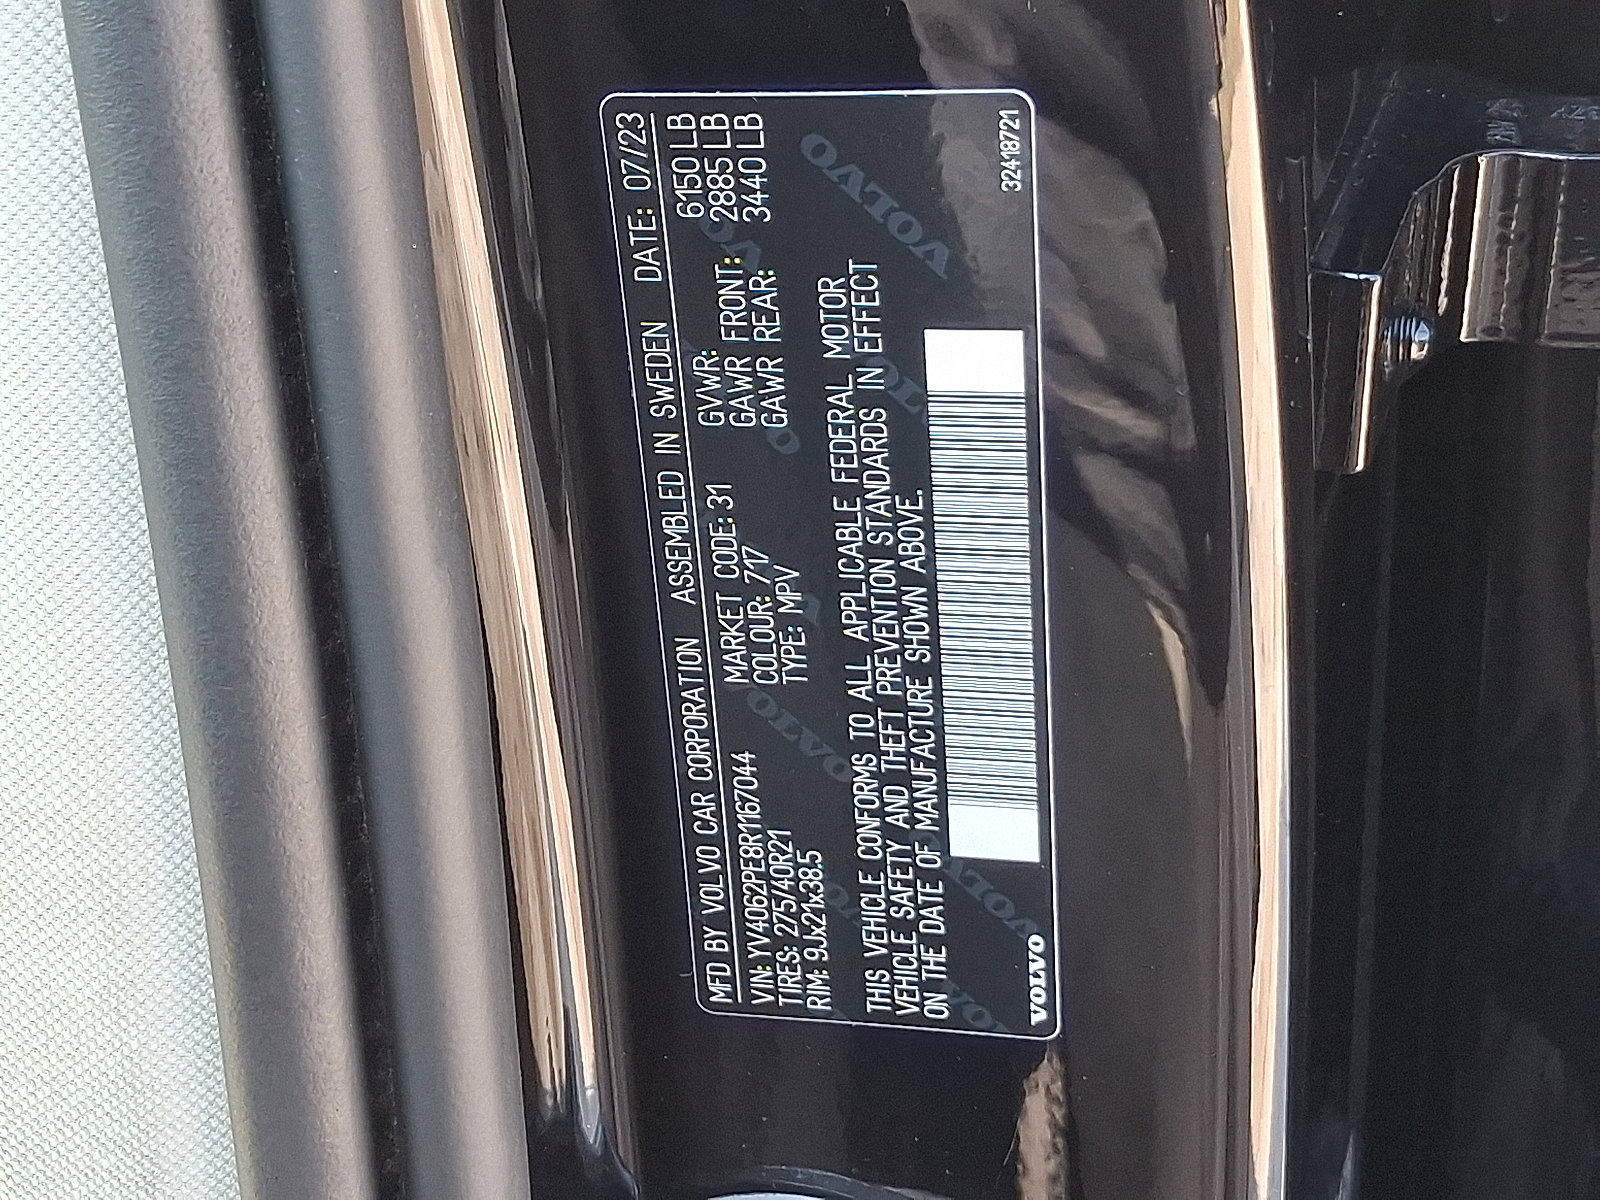 MFD BY VOLVO CAR CORPORATION ASSEMBLED IN SWEDEN DATE: 07/23
VIN: YV4062PE8R1167044 MARKET CODE: 31 GVWR: 6150 LB
TIRES: 275/40R21 COLOUR: 717 GAWR FRONT: 2885 LB
RIM: 9Jx21x38.5 TYPE: MPV GAWR REAR: 3440 LB
THIS VEHICLE CONFORMS TO ALL APPLICABLE FEDERAL MOTOR
VEHICLE SAFETY AND THEFT PREVENTION STANDARDS IN EFFECT
ON THE DATE OF MANUFACTURE SHOWN ABOVE.
VOLVO 32418721